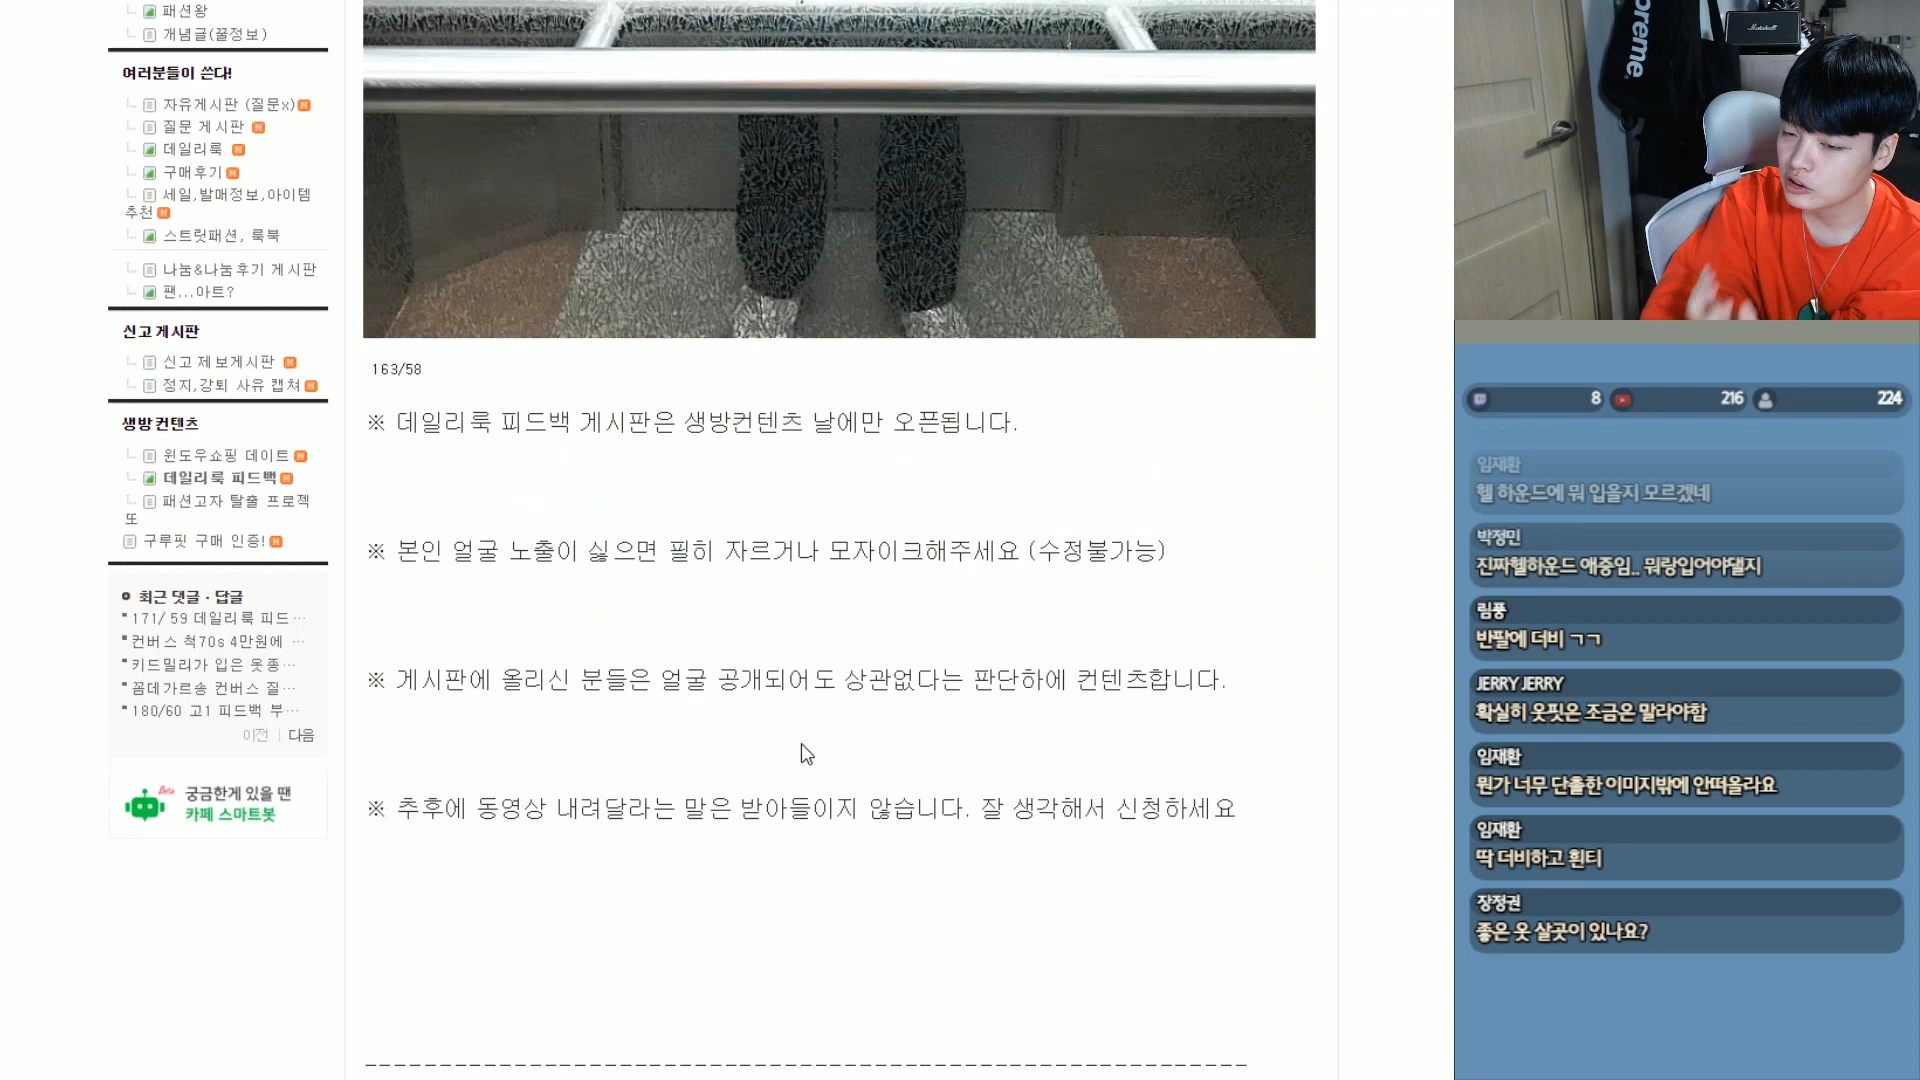 패션왕
개념글(꿀정보)
여러분들이 쓴다!
자유게시판 (질문x)
질문 게시판
데일리룩
구매후기
세일,발매정보,아이템
추천
스트릿패션, 룩북
나눔&나눔후기 게시판
팬...아트?
신고 게시판
신고 제보게시판
정지,강퇴 사유 캡쳐
생방컨텐츠
윈도우쇼핑 데이트
데일리룩 피드백
패션고자 탈출 프로젝
또
구루핏 구매 인증!
최근 댓글 · 답글
171/ 59 데일리룩 피드…
컨버스 척70s 4만원에 …
키드밀리가 입은 옷종…
꼼데가르송 컨버스 질…
180/60 고1 피드백 부…
이전 | 다음
Beta
궁금한게 있을 땐
카페 스마트봇
163/58
※ 데일리룩 피드백 게시판은 생방컨텐츠 날에만 오픈됩니다.
※ 본인 얼굴 노출이 싫으면 필히 자르거나 모자이크해주세요 (수정불가능)
※ 게시판에 올리신 분들은 얼굴 공개되어도 상관없다는 판단하에 컨텐츠합니다.
※ 추후에 동영상 내려달라는 말은 받아들이지 않습니다. 잘 생각해서 신청하세요
preme
Marshall
8 216 224
임재환
헬 하운드에 뭐 입을지 모르겠네
박정민
진짜헬하운드 애중임.. 뭐랑입어야댈지
림풍
반팔에 더비 ㄱㄱ
JERRY JERRY
확실히 옷핏은 조금은 말라야함
임재환
뭔가 너무 단촐한 이미지밖에 안떠올라요
임재환
딱 더비하고 흰티
장정권
좋은 옷 살곳이 있나요?